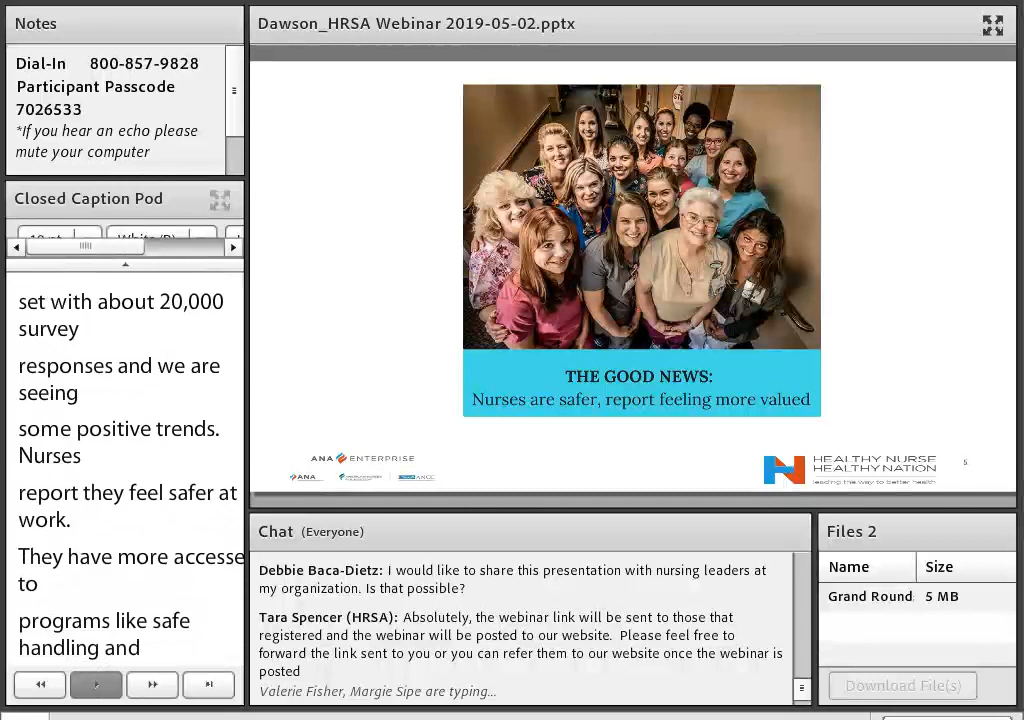 Notes
Dial-In 800-857-9828
Participant Passcode
7026533
*If you hear an echo please
mute your computer
Closed Caption Pod
set with about 20,000
survey
responses and we are
seeing
some positive trends.
Nurses
report they feel safer at
work.
They have more accesse
to
programs like safe
handling and
Dawson_HRSA Webinar 2019-05-02.pptx
THE GOOD NEWS:
Nurses are safer, report feeling more valued
ANA ENTERPRISE
ANA
ANCC
HEALTHY NURSE
HEALTHY NATION
leading the way to better health
5
Chat (Everyone)
Debbie Baca-Dietz: I would like to share this presentation with nursing leaders at
my organization. Is that possible?
Tara Spencer (HRSA): Absolutely, the webinar link will be sent to those that
registered and the webinar will be posted to our website. Please feel free to
forward the link sent to you or you can refer them to our website once the webinar is
posted
Valerie Fisher, Margie Sipe are typing...
Files 2
Name Size
Grand Round 5 MB
Download File(s)